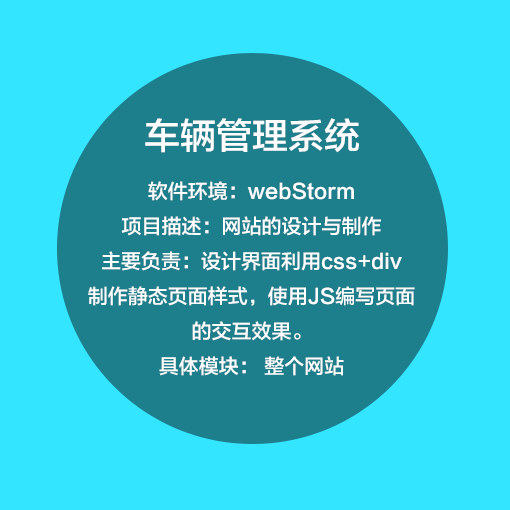 车辆管理系统
软件环境：webStorm
项目描述：网站的设计与制作
主要负责：设计界面利用css+div
制作静态页面样式，使用JS编写页面
的交互效果。
具体模块： 整个网站